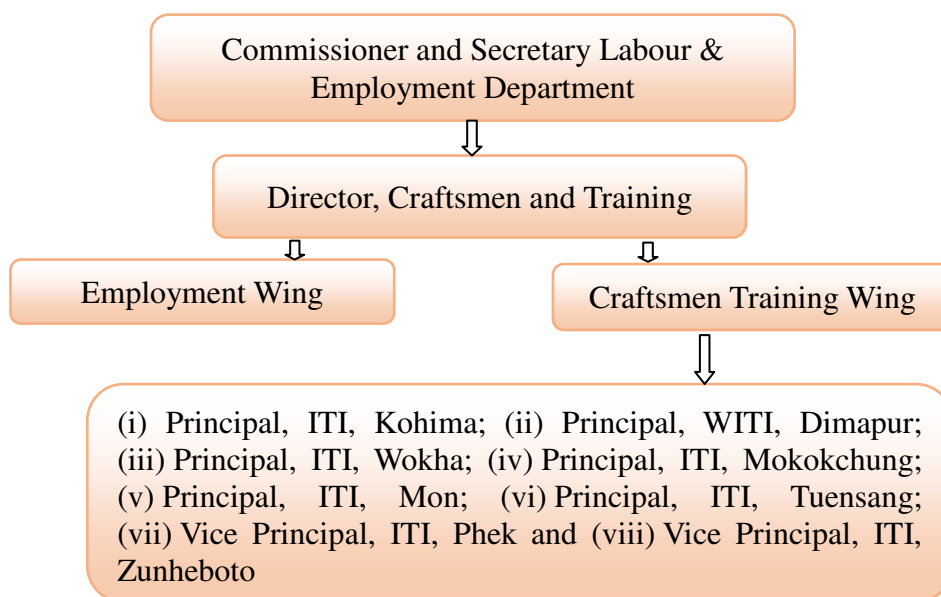 Commissioner and Secretary Labour &
Employment Department
Director, Craftsmen and Training
Employment Wing
Craftsmen Training Wing
(i) Principal, ITI, Kohima; (ii) Principal, WITI, Dimapur;
(iii) Principal, ITI, Wokha; (iv) Principal, ITI, Mokokchung;
(v) Principal, ITI, Mon; (vi) Principal, ITI, Tuensang;
(vii) Vice Principal, ITI, Phek and (viii) Vice Principal, ITI,
Zunheboto